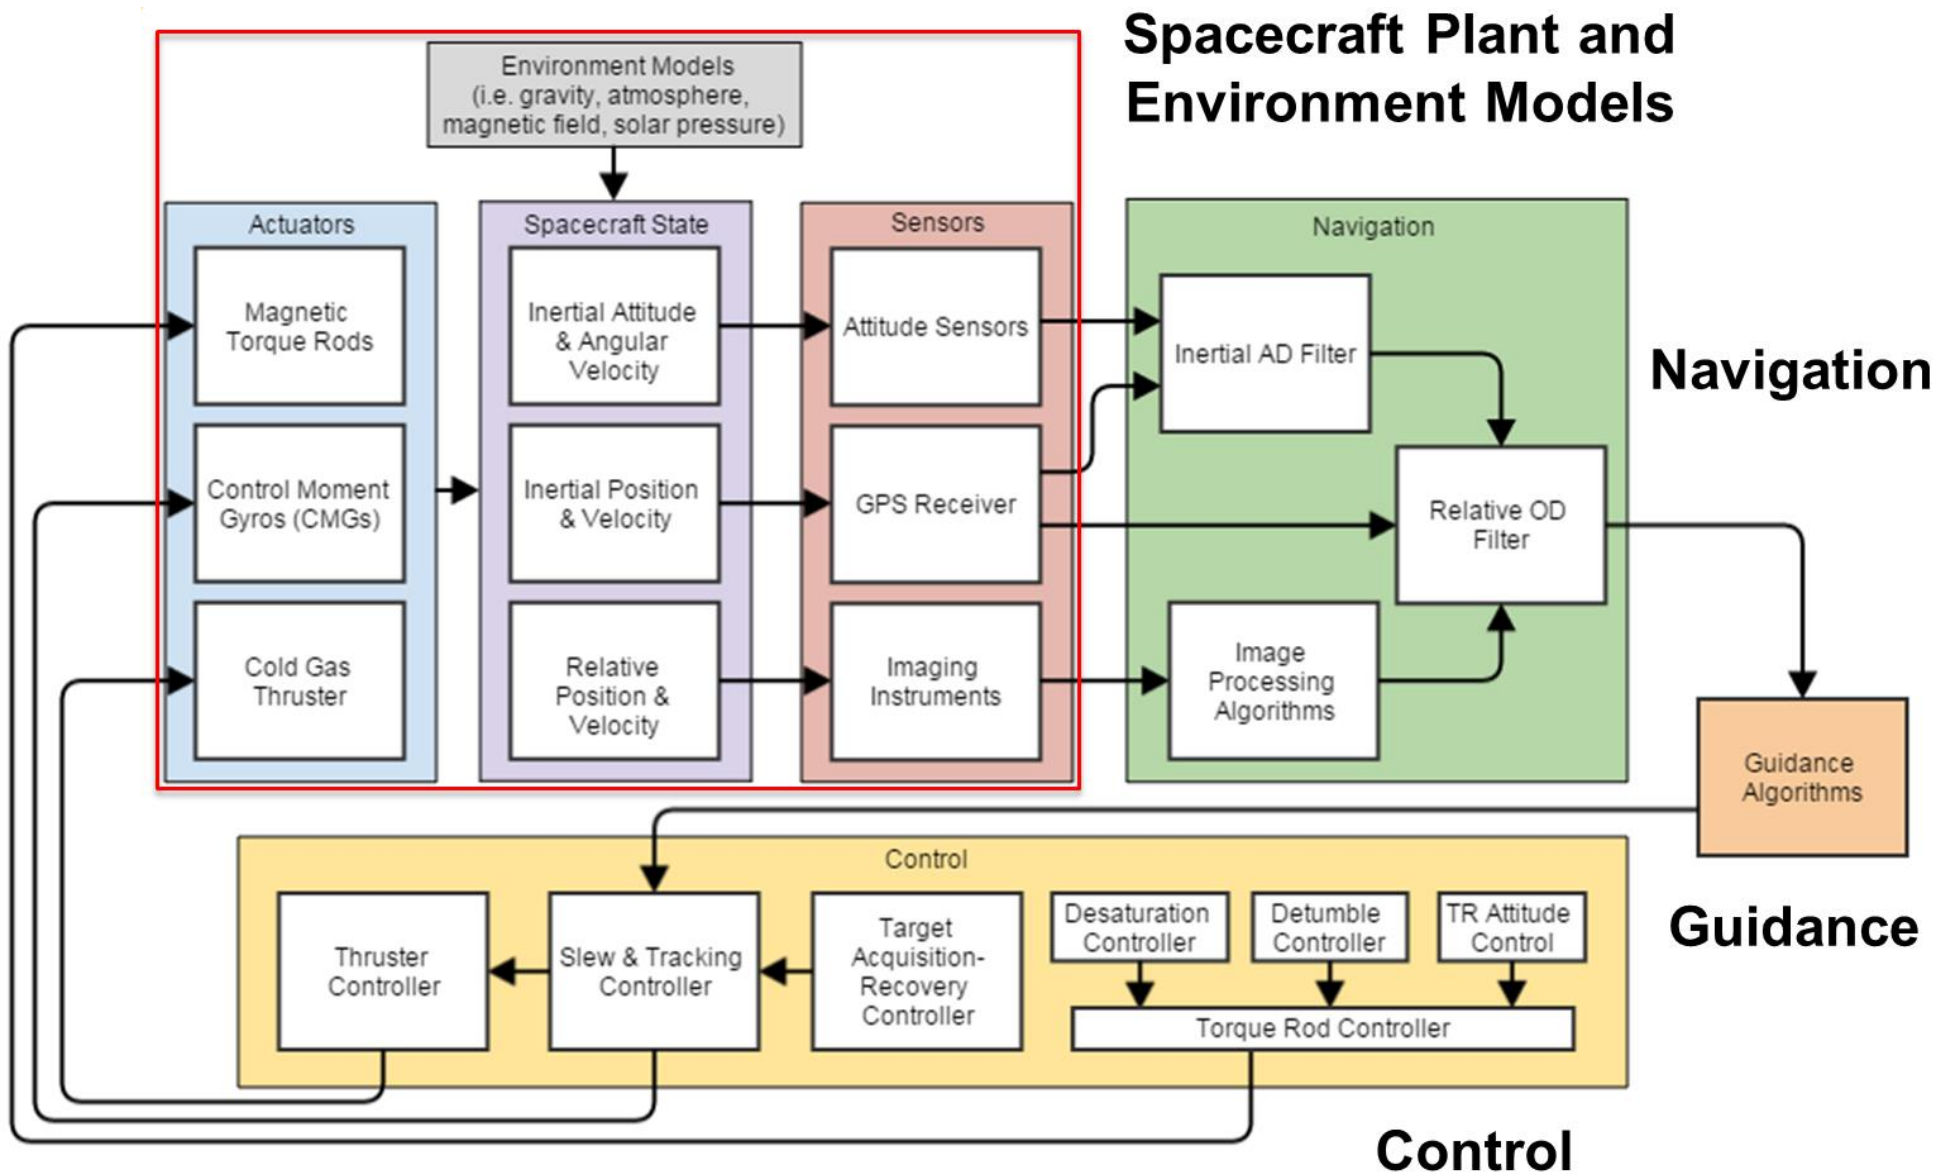 Spacecraft Plant and
Environment Models
Environment Models
(i.e. gravity, atmosphere,
magnetic field, solar pressure)
Actuators
Magnetic
Torque Rods
Control Moment
Gyros (CMGs)
Cold Gas
Thruster
Spacecraft State
Inertial Attitude
& Angular
Velocity
Inertial Position
& Velocity
Relative
Position &
Velocity
Sensors
Attitude Sensors
GPS Receiver
Imaging
Instruments
Navigation
Inertial AD Filter
Relative OD
Filter
Image
Processing
Algorithms
Navigation
Guidance
Algorithms
Guidance
Control
Thruster
Controller
Slew & Tracking
Controller
Target
Acquisition-
Recovery
Controller
Desaturation
Controller
Detumble
Controller
TR Attitude
Control
Torque Rod Controller
Control